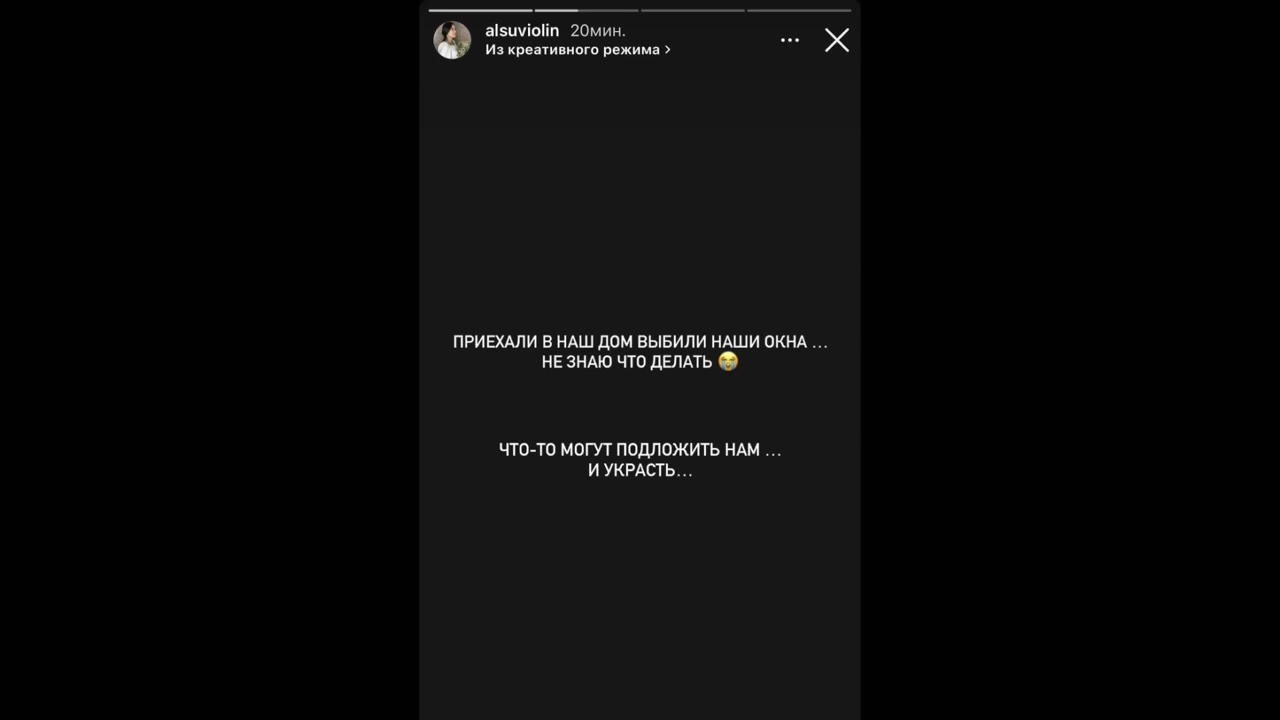 alsuviolin 20мин.
Из креативного режима >
ПРИЕХАЛИ В НАШ ДОМ ВЫБИЛИ НАШИ ОКНА ...
НЕ ЗНАЮ ЧТО ДЕЛАТЬ 😭
ЧТО-ТО МОГУТ ПОДЛОЖИТЬ НАМ ...
И УКРАСТЬ...